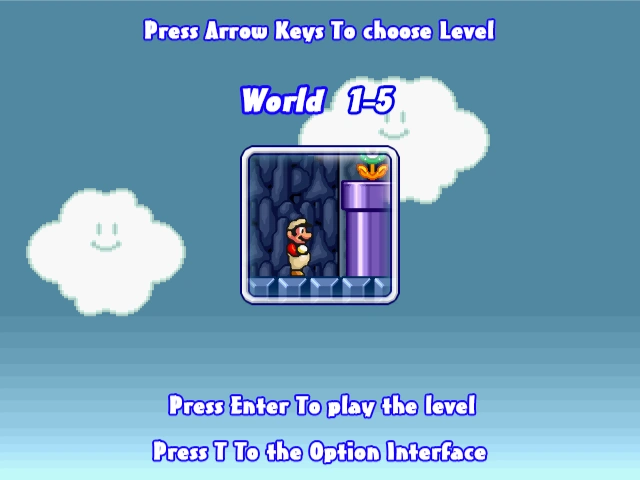 Press Arrow Keys To choose Level
World 1-5
Press Enter To play the level
Press T To the Option Interface